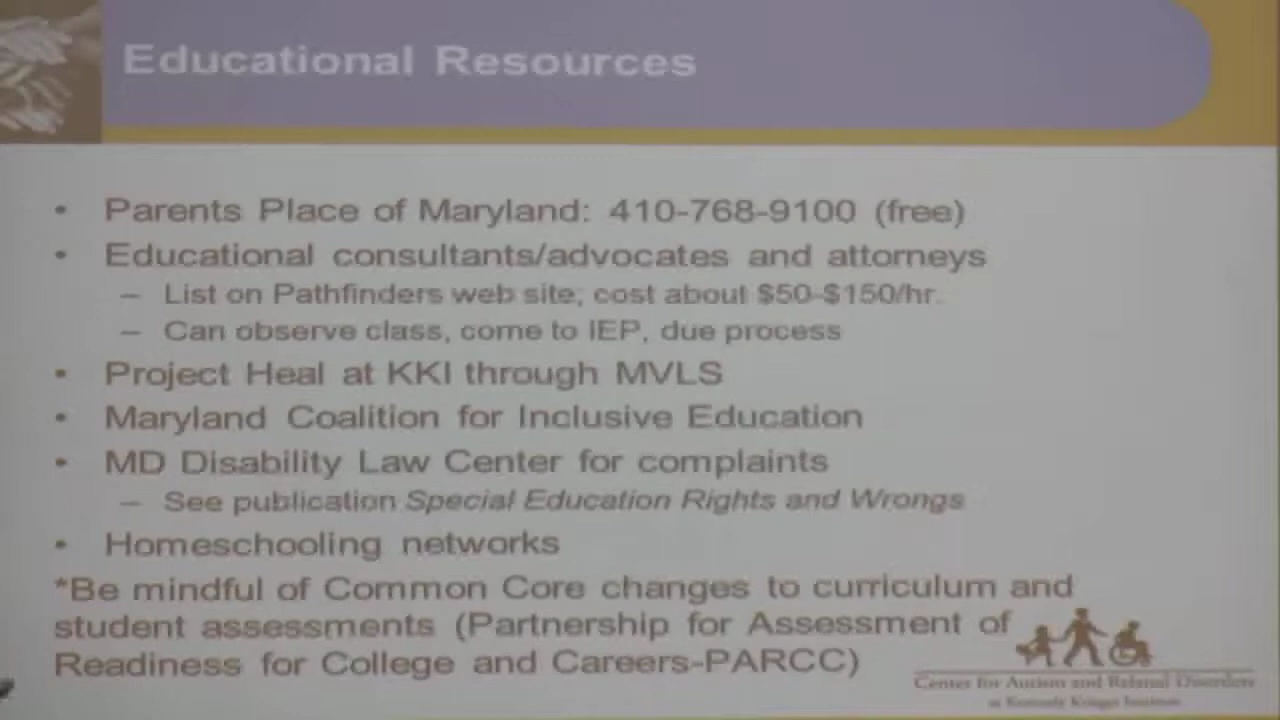 Educational Resources
• Parents Place of Maryland: 410-768-9100 (free)
• Educational consultants/advocates and attorneys
– List on Pathfinders web site; cost about $50-$150/hr.
– Can observe class, come to IEP, due process
• Project Heal at KKI through MVLS
• Maryland Coalition for Inclusive Education
• MD Disability Law Center for complaints
– See publication Special Education Rights and Wrongs
• Homeschooling networks
*Be mindful of Common Core changes to curriculum and
student assessments (Partnership for Assessment of
Readiness for College and Careers-PARCC)
Center for Autism and Related Disorders
at Kennedy Krieger Institute